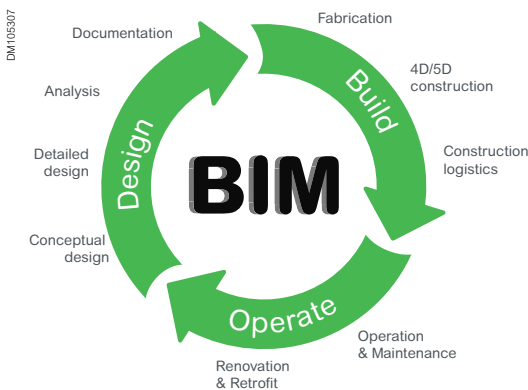 DM105307
Documentation
Fabrication
Analysis
4D/5D
construction
Build
Detailed
design
Design
BIM
Construction
logistics
Conceptual
design
Operate
Operation
& Maintenance
Renovation
& Retrofit